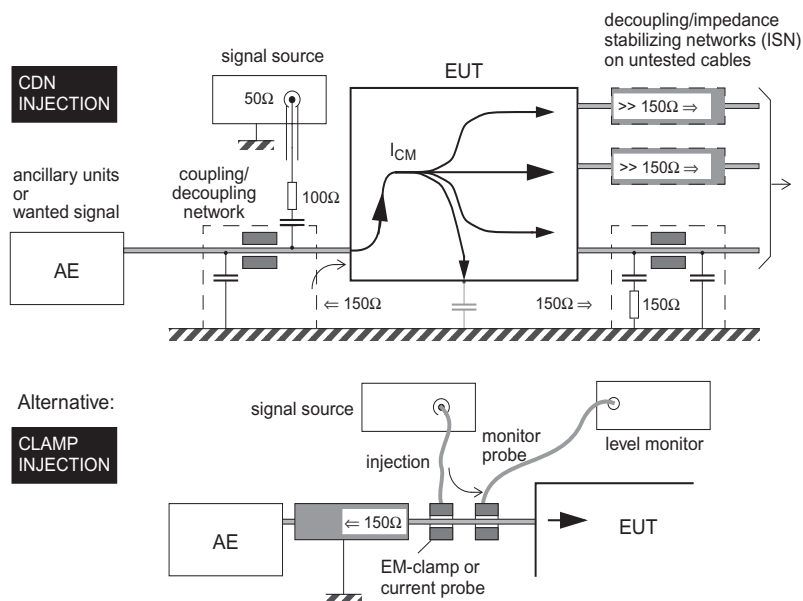 decoupling/impedance
stabilizing networks (ISN)
on untested cables
signal source
EUT
CDN
INJECTION
50Ω
>> 150Ω ⇒
I_CM
>> 150Ω ⇒
ancillary units
or
wanted signal
coupling/
decoupling
network
100Ω
AE
⇐ 150Ω
150Ω ⇒
150Ω
Alternative:
signal source
monitor
probe
level monitor
CLAMP
INJECTION
injection
⇐ 150Ω
AE
EUT
EM-clamp or
current probe